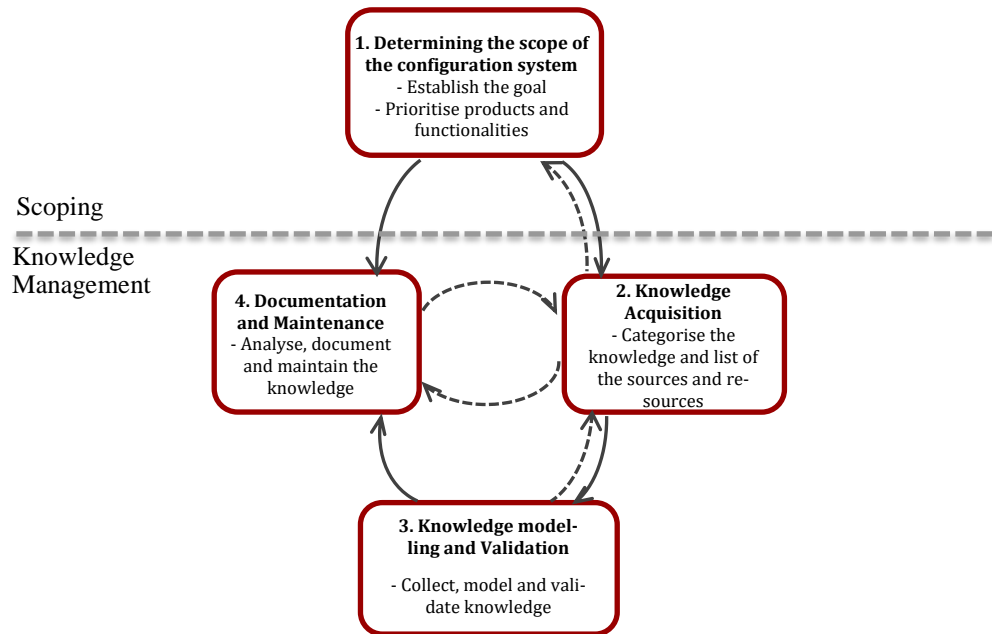 1. Determining the scope of
the configuration system
- Establish the goal
- Prioritise products and
functionalities
Scoping
Knowledge
Management
4. Documentation
and Maintenance
- Analyse, document
and maintain the
knowledge
2. Knowledge
Acquisition
- Categorise the
knowledge and list of
the sources and re-
sources
3. Knowledge model-
ling and Validation
- Collect, model and vali-
date knowledge